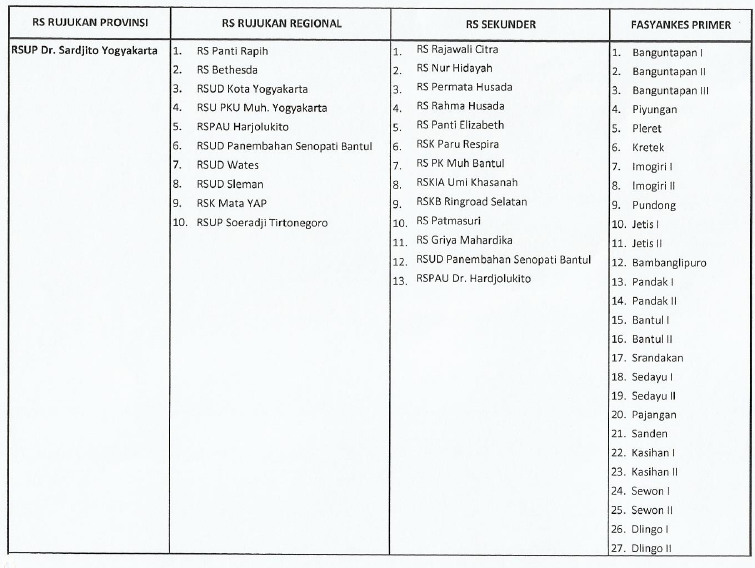 RS RUJUKAN PROVINSI
RS RUJUKAN REGIONAL
RS SEKUNDER
FASYANKES PRIMER
RSUP Dr. Sardjito Yogyakarta
1. RS Panti Rapih
2. RS Bethesda
3. RSUD Kota Yogyakarta
4. RSU PKU Muh. Yogyakarta
5. RSPAU Harjolukito
6. RSUD Panembahan Senopati Bantul
7. RSUD Wates
8. RSUD Sleman
9. RSK Mata YAP
10. RSUP Soeradji Tirtonegoro
1. RS Rajawali Citra
2. RS Nur Hidayah
3. RS Permata Husada
4. RS Rahma Husada
5. RS Panti Elizabeth
6. RSK Paru Respira
7. RS PK Muh Bantul
8. RSKIA Umi Khasanah
9. RSKB Ringroad Selatan
10. RS Patmasuri
11. RS Griya Mahardika
12. RSUD Panembahan Senopati Bantul
13. RSPAU Dr. Hardjolukito
1. Banguntapan I
2. Banguntapan II
3. Banguntapan III
4. Piyungan
5. Pleret
6. Kretek
7. Imogiri I
8. Imogiri II
9. Pundong
10. Jetis I
11. Jetis II
12. Bambanglipuro
13. Pandak I
14. Pandak II
15. Bantul I
16. Bantul II
17. Srandakan
18. Sedayu I
19. Sedayu II
20. Pajangan
21. Sanden
22. Kasihan I
23. Kasihan II
24. Sewon I
25. Sewon II
26. Dlingo I
27. Dlingo II